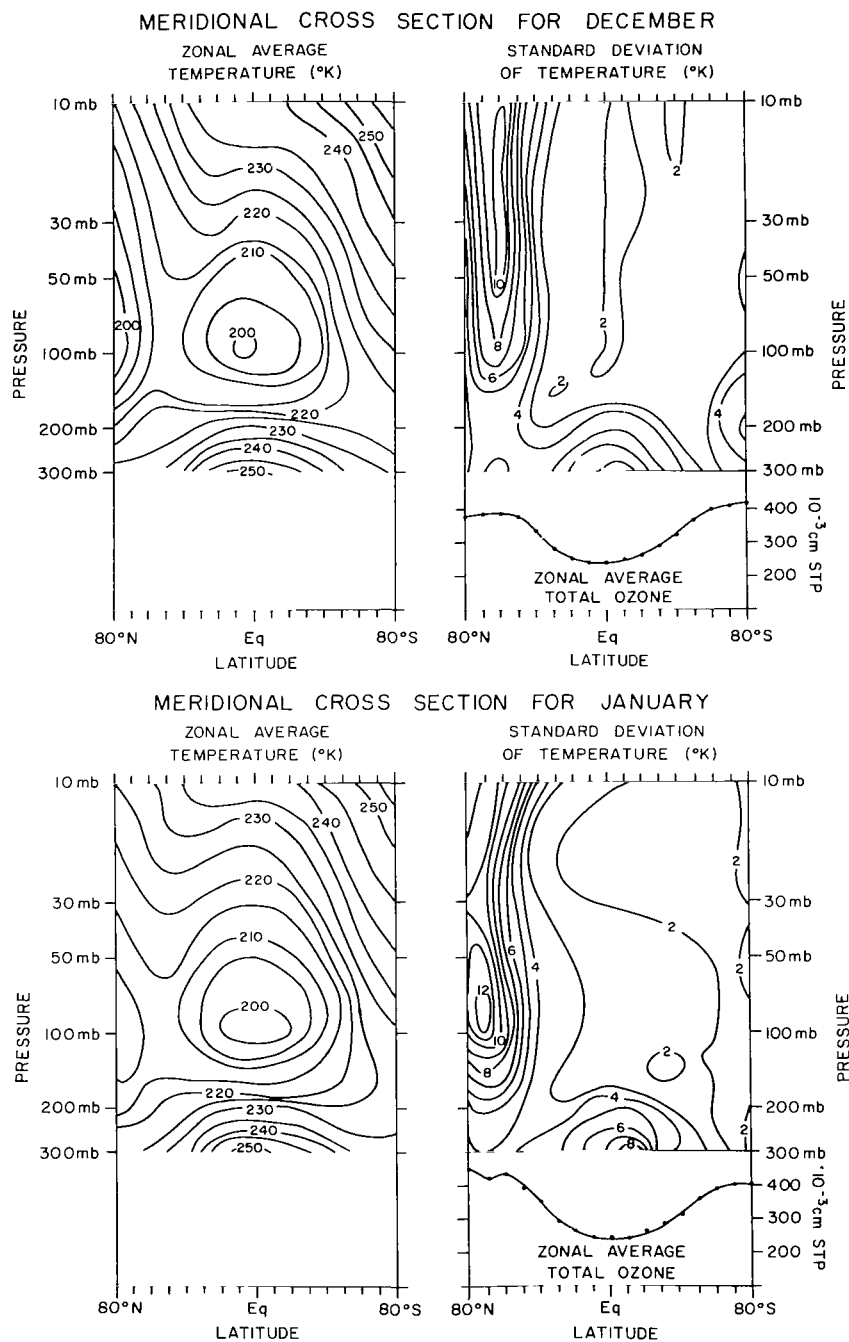 MERIDIONAL CROSS SECTION FOR DECEMBER
ZONAL AVERAGE
TEMPERATURE (°K)
10 mb
30 mb
50 mb
100 mb
200 mb
300 mb
PRESSURE
250
240
230
220
210
200
200
220
230
240
250
80°N
Eq
80°S
LATITUDE
STANDARD DEVIATION
OF TEMPERATURE (°K)
10 mb
30 mb
50 mb
100 mb
200 mb
300 mb
PRESSURE
2
10
2
8
6
2
4
4
400
300
200
10⁻³ cm STP
ZONAL AVERAGE
TOTAL OZONE
80°N
Eq
80°S
LATITUDE
MERIDIONAL CROSS SECTION FOR JANUARY
ZONAL AVERAGE
TEMPERATURE (°K)
10 mb
30 mb
50 mb
100 mb
200 mb
300 mb
PRESSURE
250
240
230
220
210
200
220
230
240
250
80°N
Eq
80°S
LATITUDE
STANDARD DEVIATION
OF TEMPERATURE (°K)
10 mb
30 mb
50 mb
100 mb
200 mb
300 mb
PRESSURE
2
2
6
4
2
12
10
2
8
4
6
2
8
400
300
200
10⁻³ cm STP
ZONAL AVERAGE
TOTAL OZONE
80°N
Eq
80°S
LATITUDE